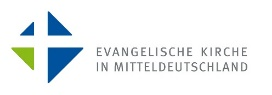 EVANGELISCHE KIRCHE
IN MITTELDEUTSCHLAND